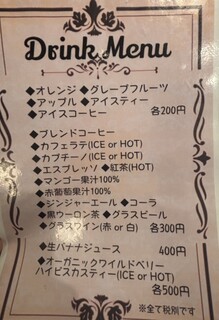 Drink Menu
◆オレンジ ◆グレープフルーツ
◆アップル ◆アイスティー
◆アイスコーヒー 各200円
◆ブレンドコーヒー
◆カフェラテ(ICE or HOT)
◆カプチーノ(ICE or HOT)
◆エスプレッソ ◆紅茶(HOT)
◆マンゴー果汁100%
◆赤葡萄果汁100%
◆ジンジャーエール ◆コーラ
◆黒ウーロン茶 ◆グラスビール
◆グラスワイン(赤 or 白) 各300円
◆生バナナジュース 400円
◆オーガニックワイルドベリー
ハイビスカスティー(ICE or HOT)
各500円
※全て税別です